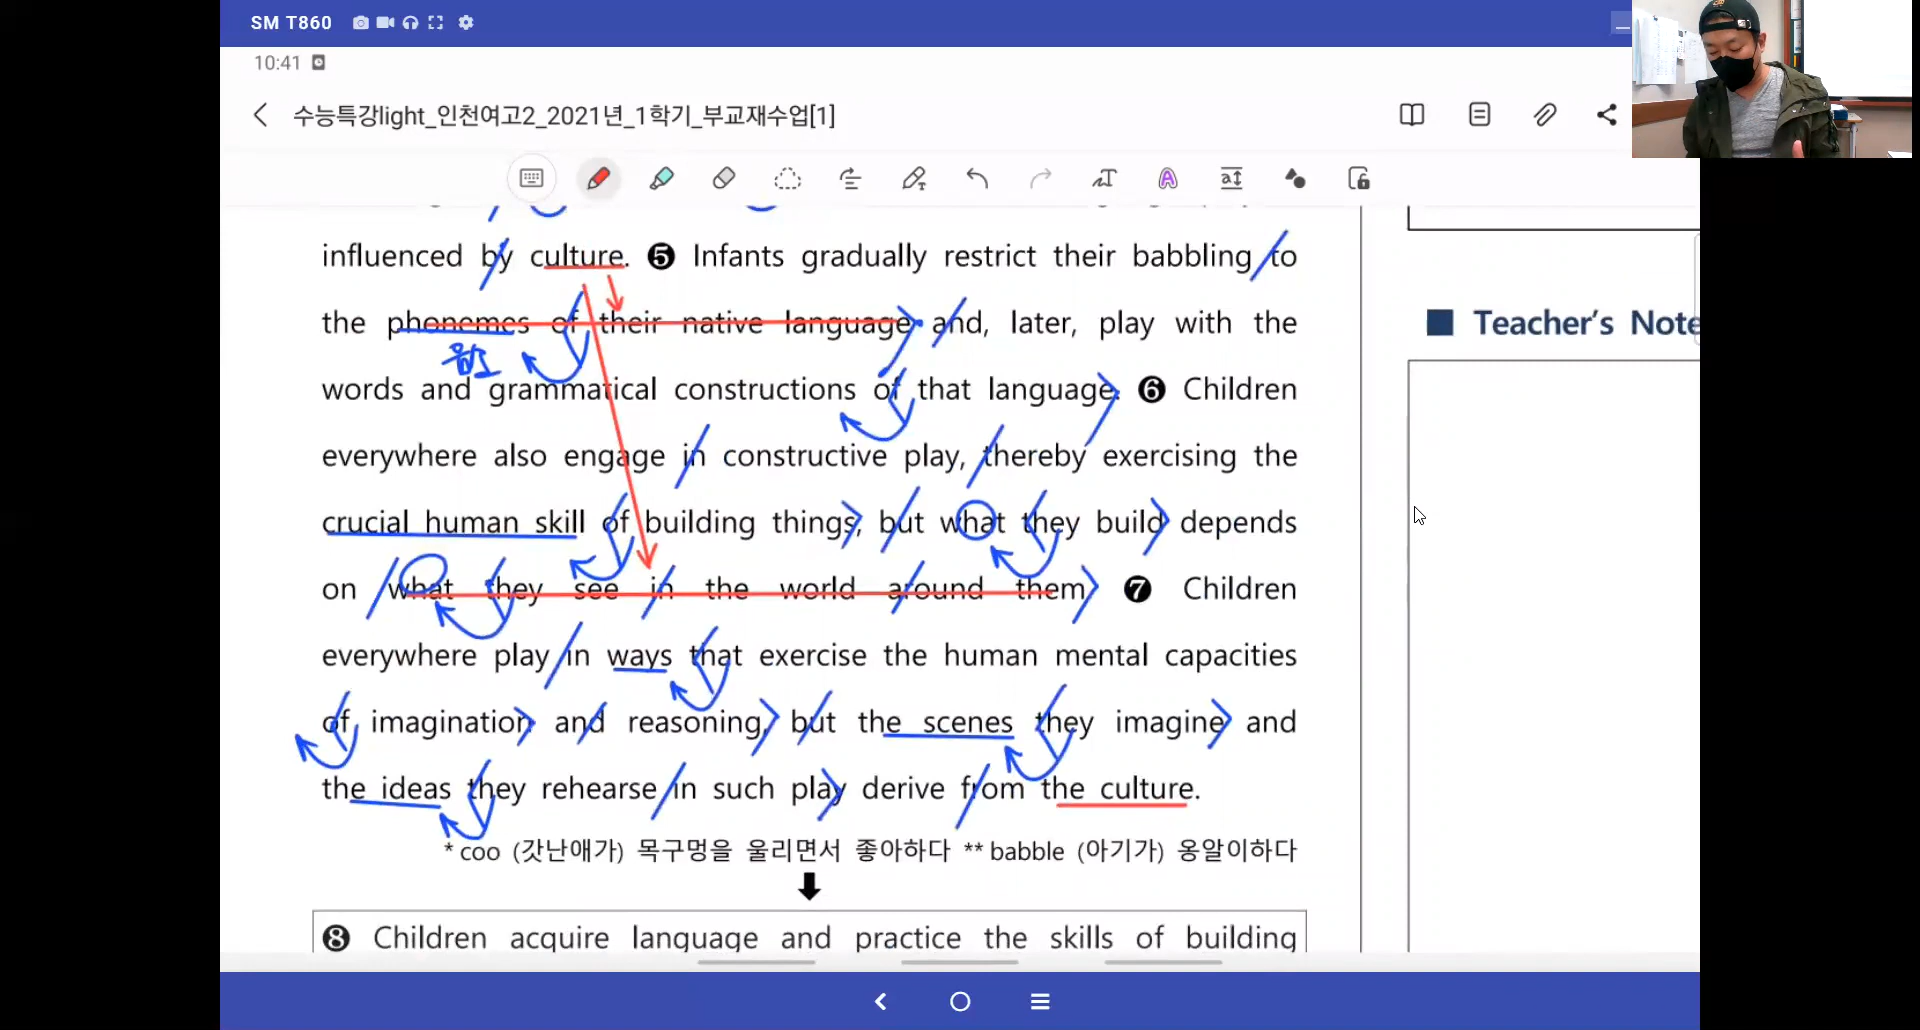 SM T860
10:41
수능특강light_인천여고2_2021년_1학기_부교재수업[1]
influenced by culture. ❺ Infants gradually restrict their babbling to
the phonemes of their native language, and, later, play with the
음소
words and grammatical constructions of that language. ❻ Children
everywhere also engage in constructive play, thereby exercising the
crucial human skill of building things, but what they build depends
on what they see in the world around them. ❼ Children
everywhere play in ways that exercise the human mental capacities
of imagination and reasoning, but the scenes they imagine and
the ideas they rehearse in such play derive from the culture.
* coo (갓난애가) 목구멍을 울리면서 좋아하다 ** babble (아기가) 옹알이하다
❽ Children acquire language and practice the skills of building
■ Teacher's Note